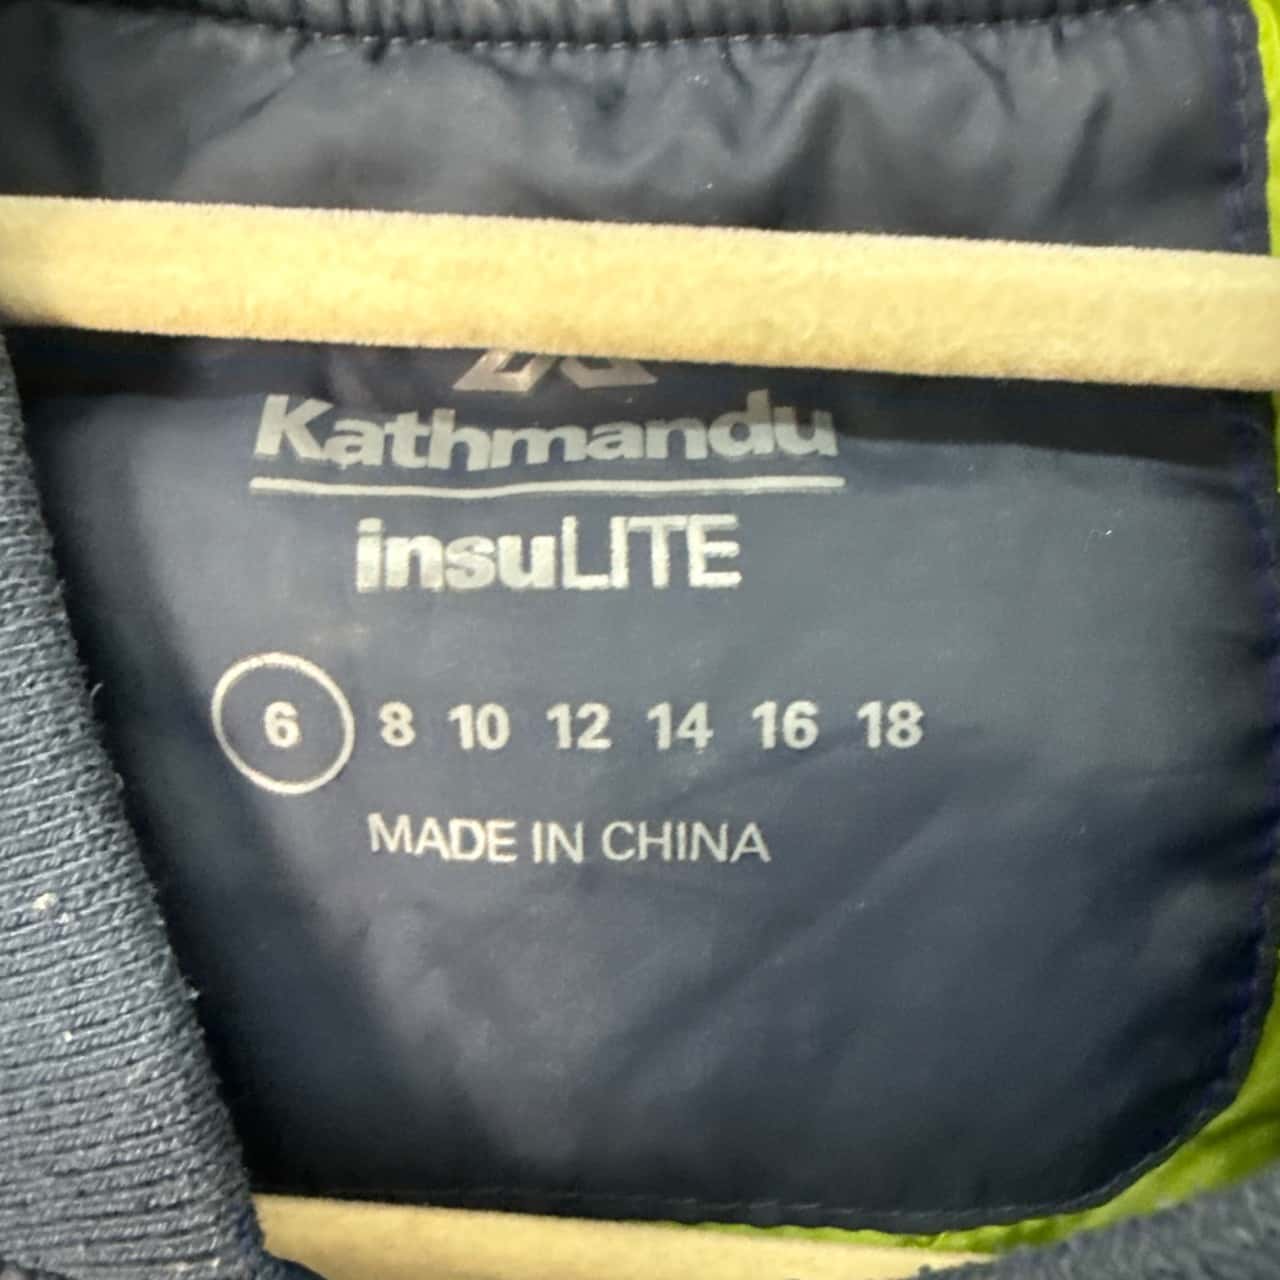 Kathmandu
insuLITE
6 8 10 12 14 16 18
MADE IN CHINA